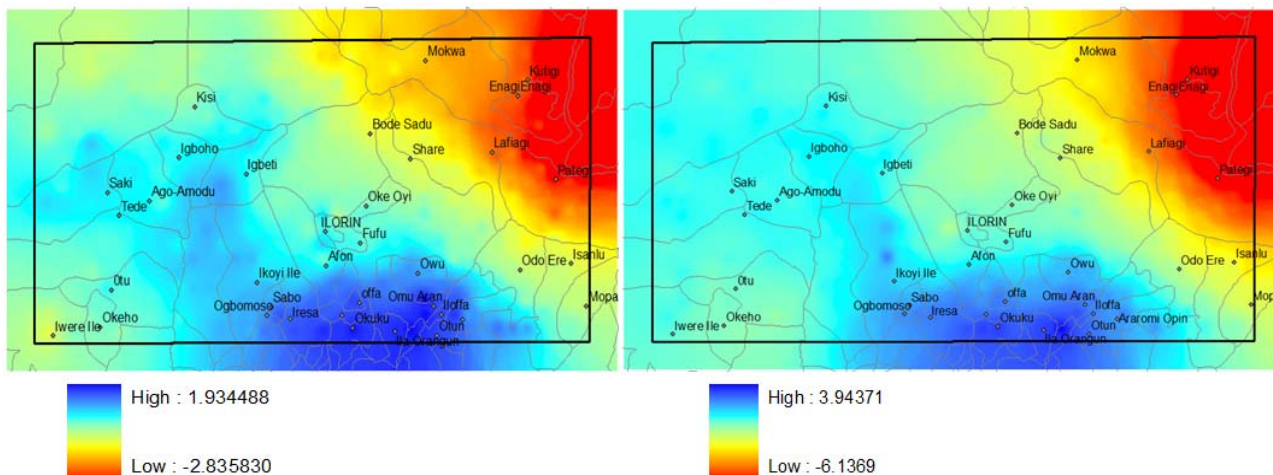 Mokwa
Kutigi
EnagiEnagi
Kisi
Bode Sadu
Igboho
Igbeti
Share
Lafiagi
Pategi
Saki
Ago-Amodu
Tede
Oke Oyi
ILORIN
Fufu
Afon
Owu
Odo Ere
Isanlu
Otu
Ikoyi Ile
Ogbomoso
Sabo
Iresa
offa
Omu Aran
Iloffa
Mopa
Okuku
Otun
Ila Orangun
Iwere Ile
Okeho
High : 1.934488
Low : -2.835830
Mokwa
Kutigi
EnagiEnagi
Kisi
Bode Sadu
Igboho
Igbeti
Share
Lafiagi
Pategi
Saki
Ago-Amodu
Tede
Oke Oyi
ILORIN
Fufu
Afon
Owu
Odo Ere
Isanlu
Otu
Ikoyi Ile
Ogbomoso
Sabo
Iresa
offa
Omu Aran
Iloffa
Araromi Opin
Mopa
Okuku
Otun
Ila Orangun
Iwere Ile
Okeho
High : 3.94371
Low : -6.1369